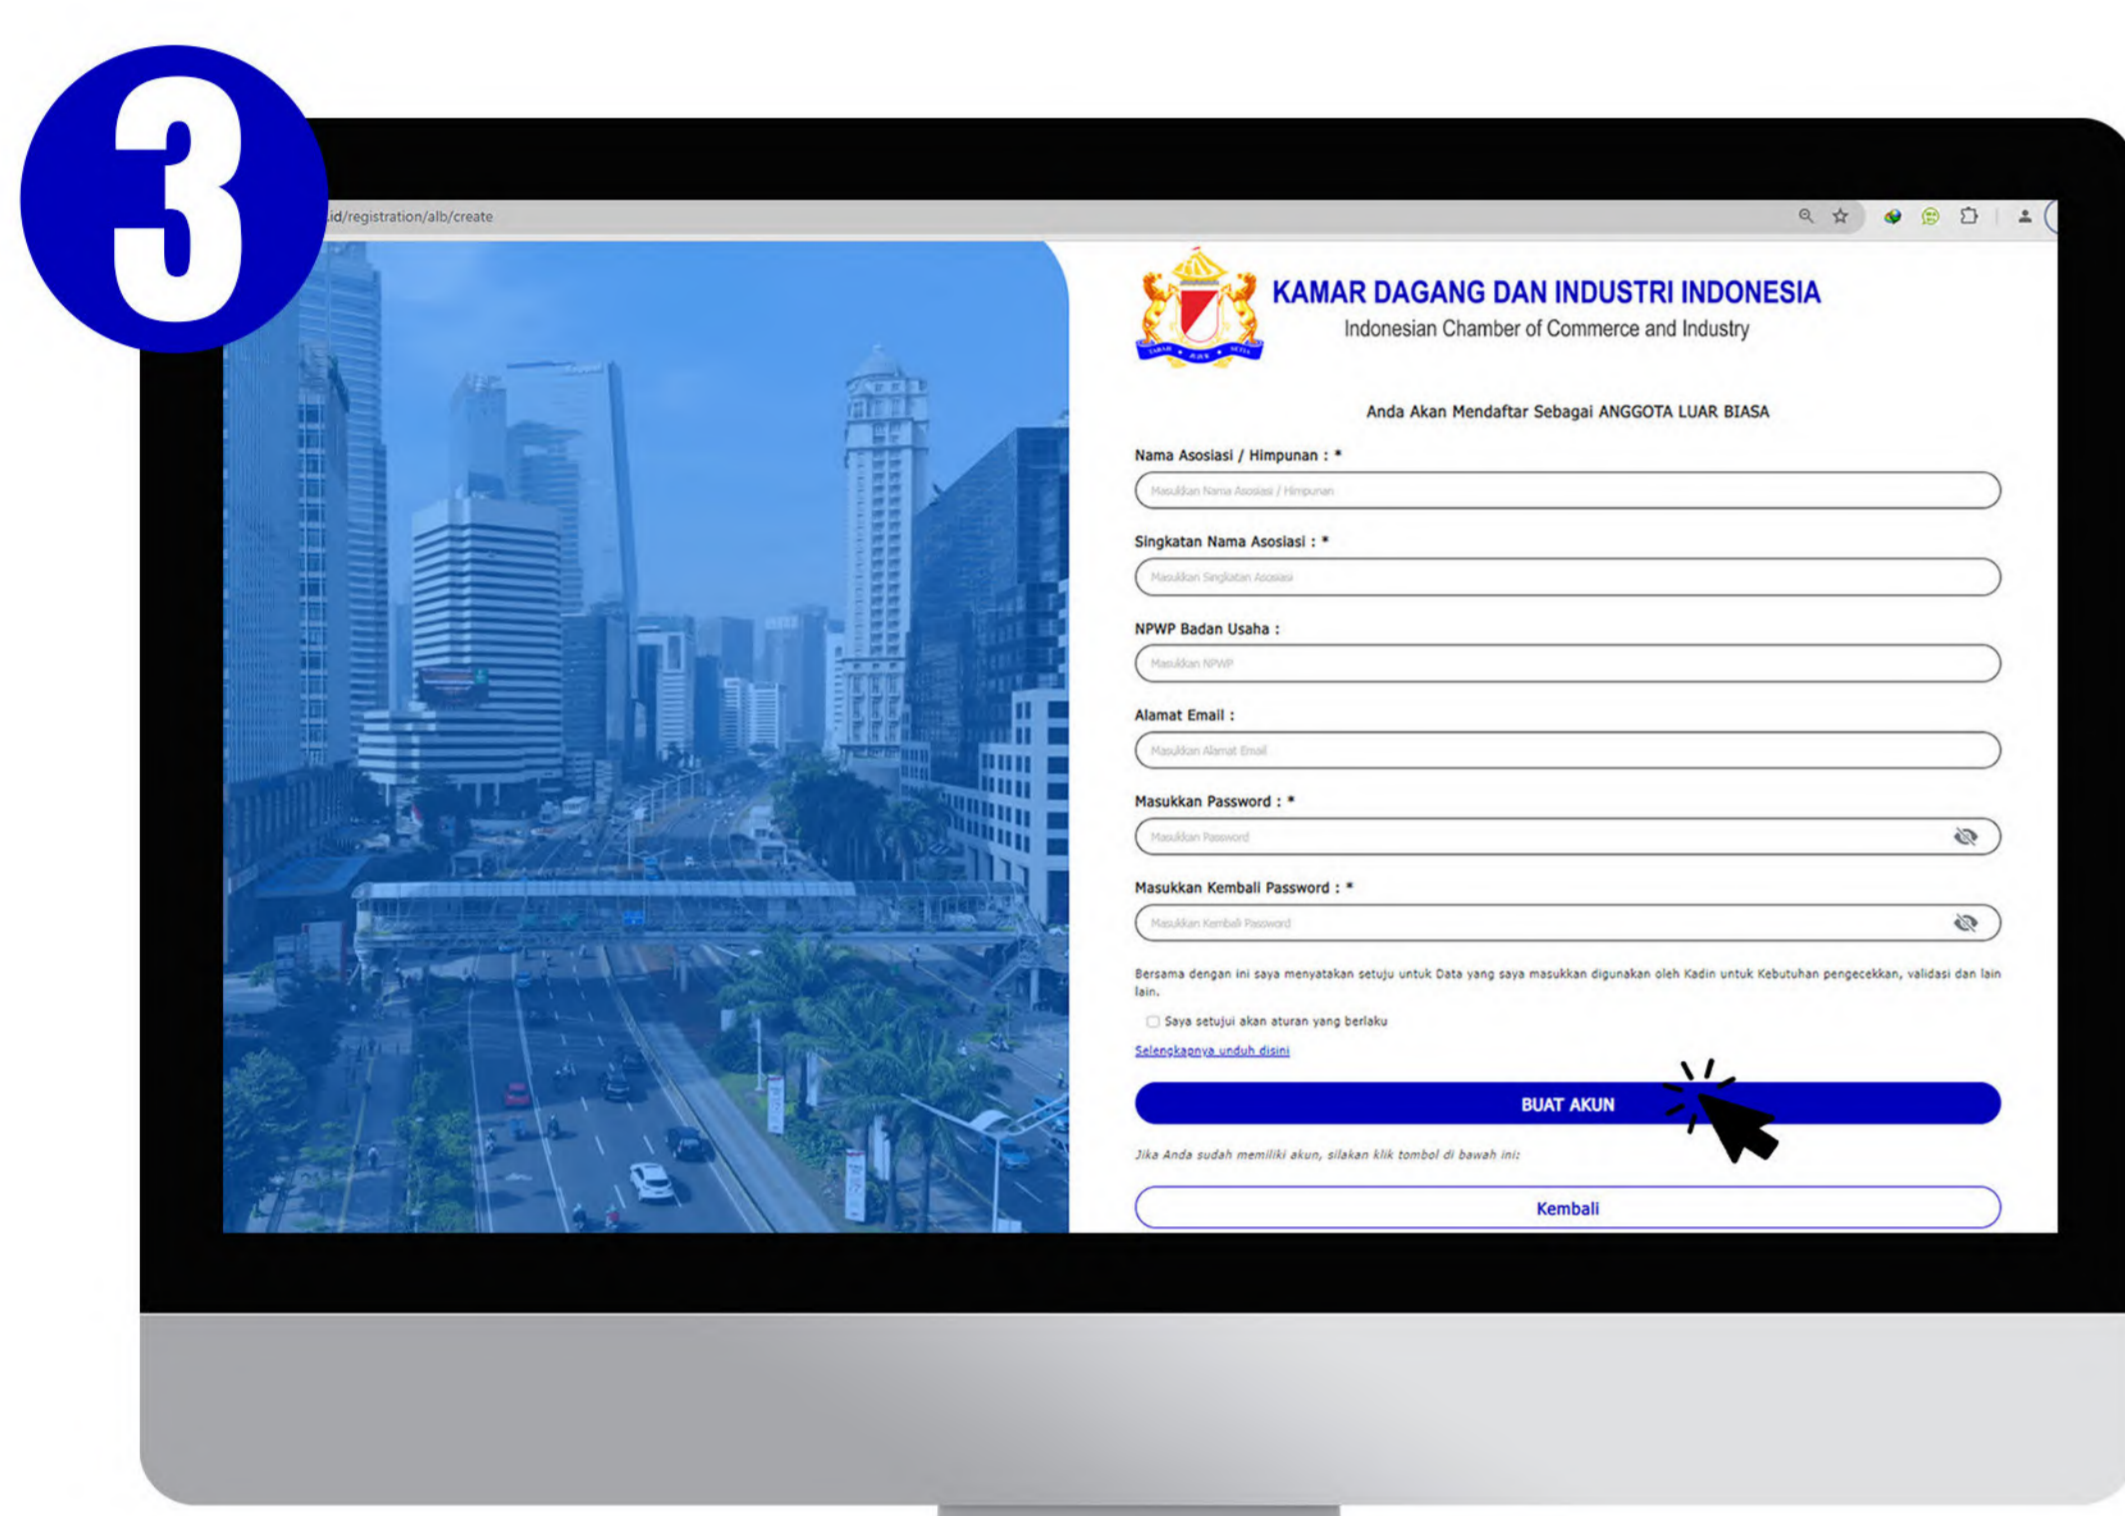 3
.id/registration/alb/create
KAMAR DAGANG DAN INDUSTRI INDONESIA
Indonesian Chamber of Commerce and Industry
Anda Akan Mendaftar Sebagai ANGGOTA LUAR BIASA
Nama Asosiasi / Himpunan : *
Masukkan Nama Asosiasi / Himpunan
Singkatan Nama Asosiasi : *
Masukkan Singkatan Asosiasi
NPWP Badan Usaha :
Masukkan NPWP
Alamat Email :
Masukkan Alamat Email
Masukkan Password : *
Masukkan Password
Masukkan Kembali Password : *
Masukkan Kembali Password
Bersama dengan ini saya menyatakan setuju untuk Data yang saya masukkan digunakan oleh Kadin untuk Kebutuhan pengecekkan, validasi dan lain
lain.
Saya setujui akan aturan yang berlaku
Selengkapnya unduh disini
BUAT AKUN
Jika Anda sudah memiliki akun, silakan klik tombol di bawah ini:
Kembali